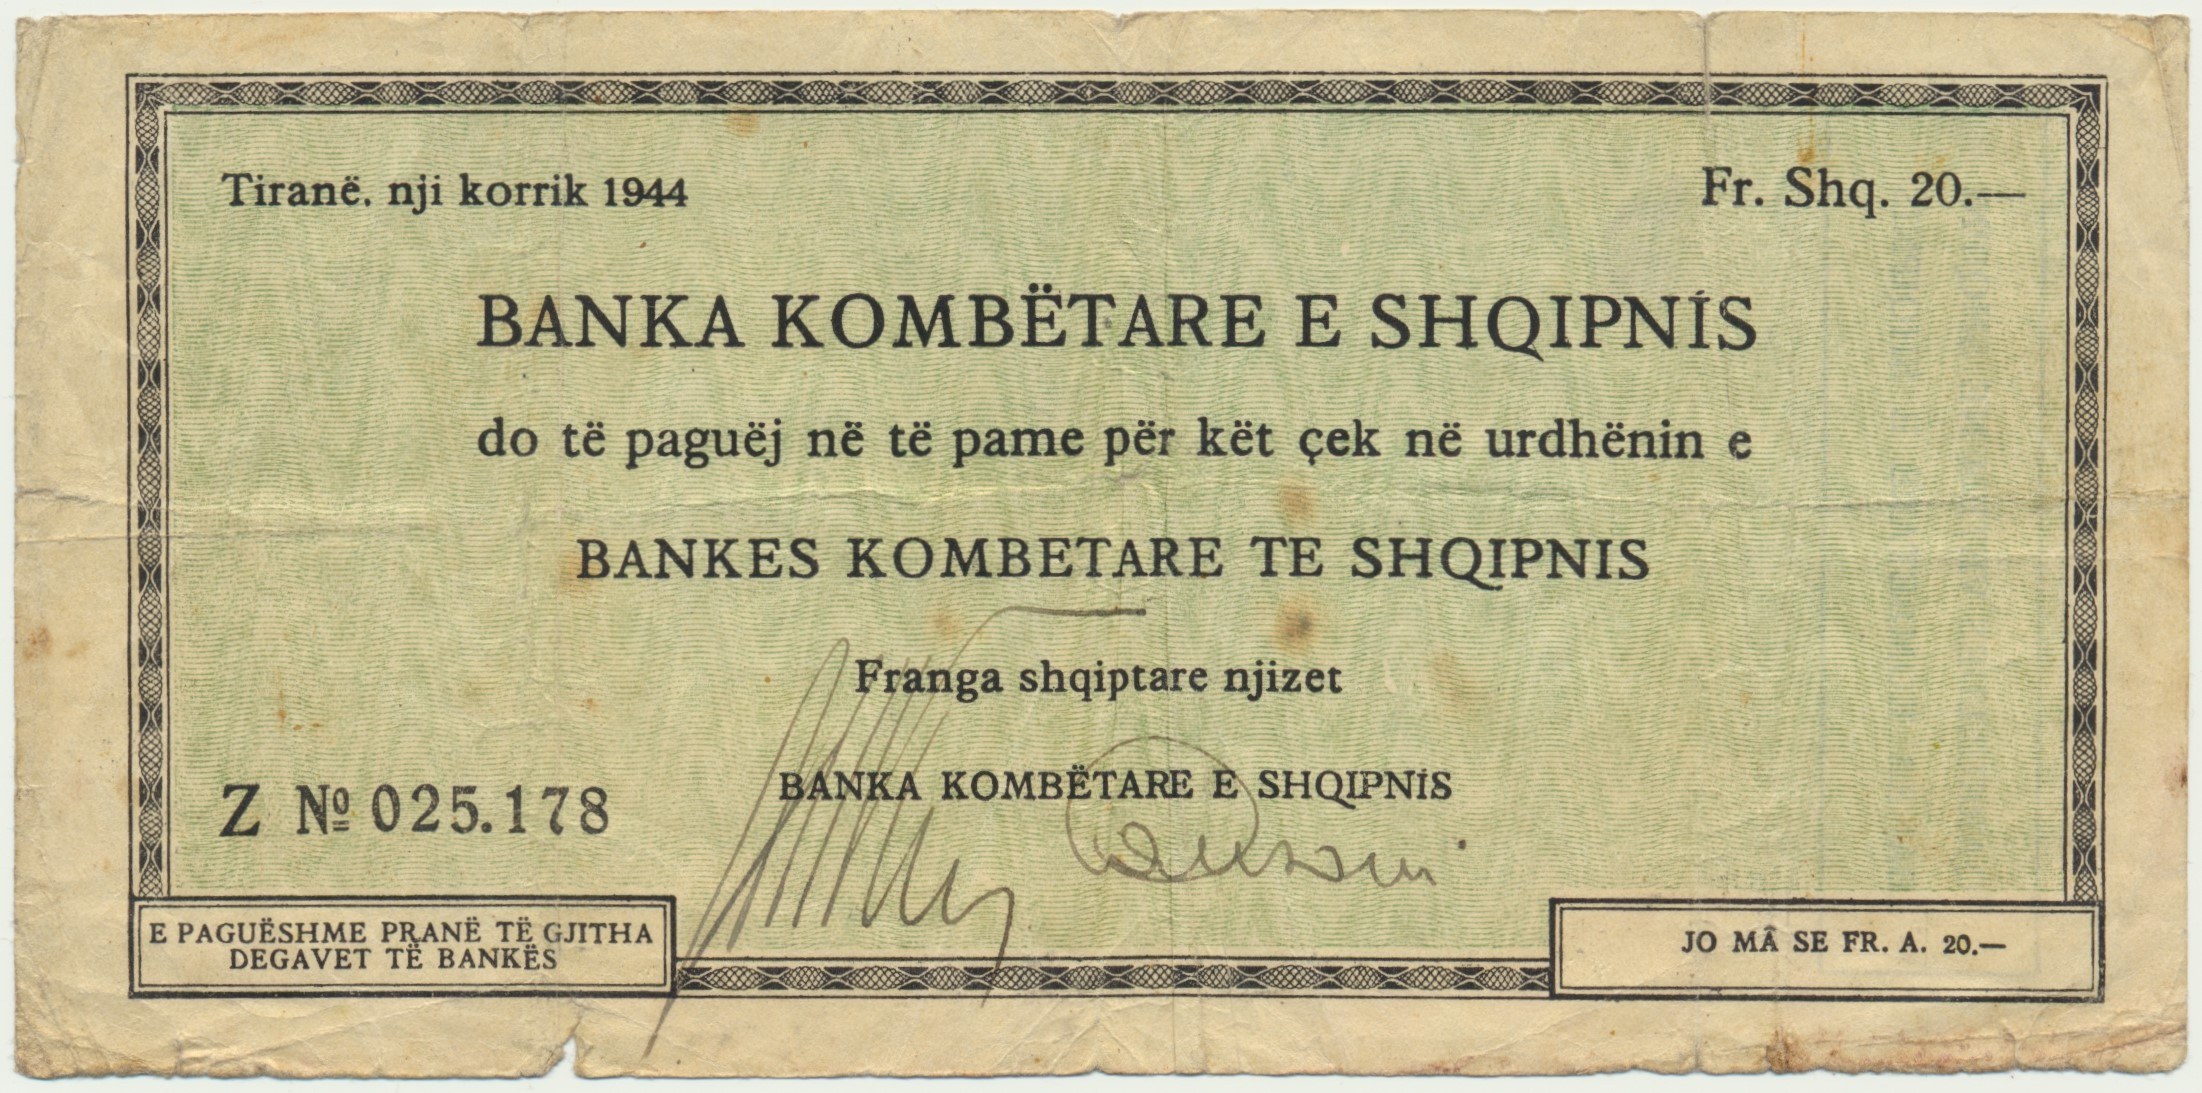 Tiranë, nji korrik 1944
Fr. Shq. 20.—
BANKA KOMBËTARE E SHQIPNÍS
do të paguëj në të pame për kët çek në urdhënin e
BANKES KOMBETARE TE SHQIPNIS
Franga shqiptare njizet
BANKA KOMBËTARE E SHQIPNÍS
Z Nº 025.178
E PAGUËSHME PRANË TË GJITHA
DEGAVET TË BANKËS
JO MÂ SE FR. A. 20.—